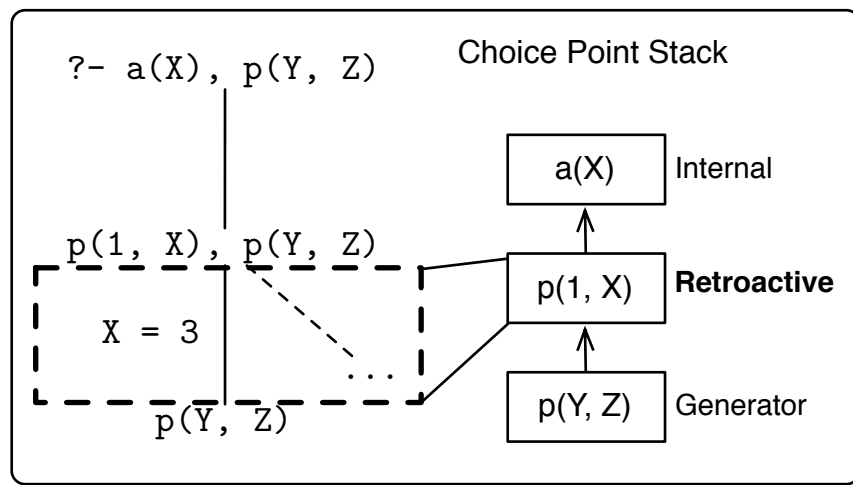 ?- a(X), p(Y, Z)
Choice Point Stack
a(X)
Internal
p(1, X), p(Y, Z)
p(1, X)
Retroactive
X = 3
...
p(Y, Z)
p(Y, Z)
Generator